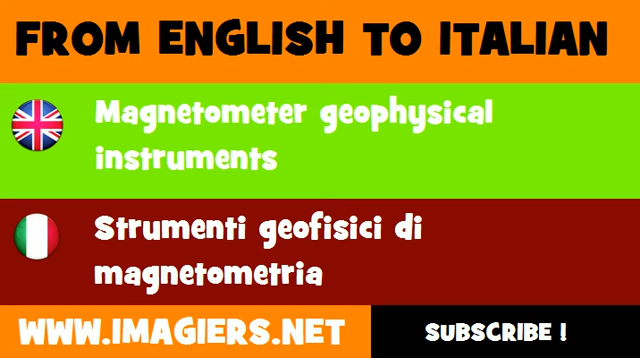 FROM ENGLISH TO ITALIAN
Magnetometer geophysical
instruments
Strumenti geofisici di
magnetometria
WWW.IMAGIERS.NET
SUBSCRIBE !